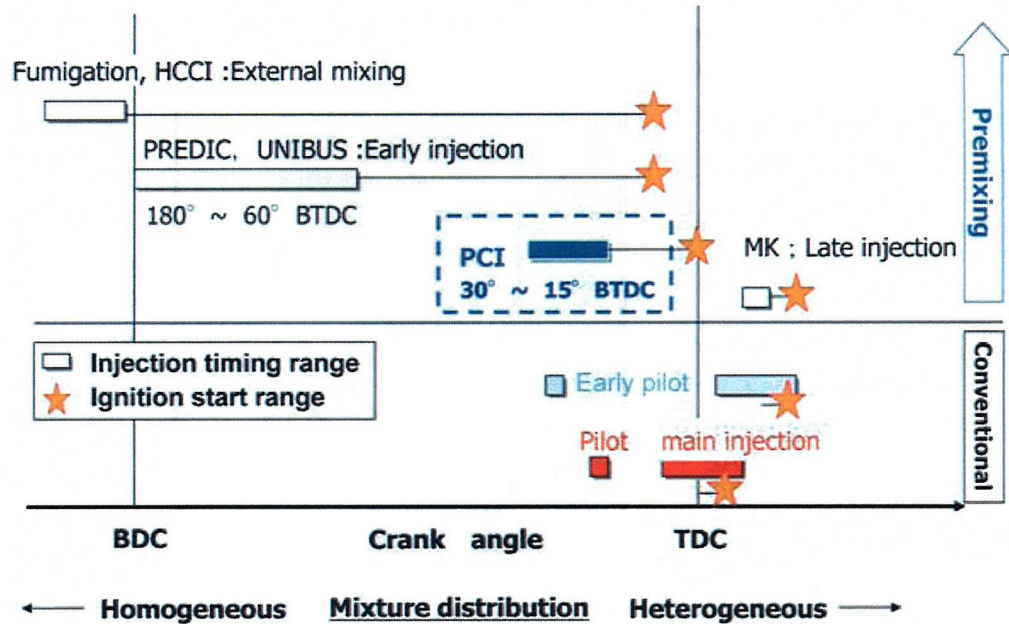 Fumigation, HCCI :External mixing
PREDIC, UNIBUS :Early injection
180° ~ 60° BTDC
PCI
30° ~ 15° BTDC
MK : Late injection
Premixing
Injection timing range
Ignition start range
Early pilot
Pilot main injection
Conventional
BDC Crank angle TDC
Homogeneous Mixture distribution Heterogeneous